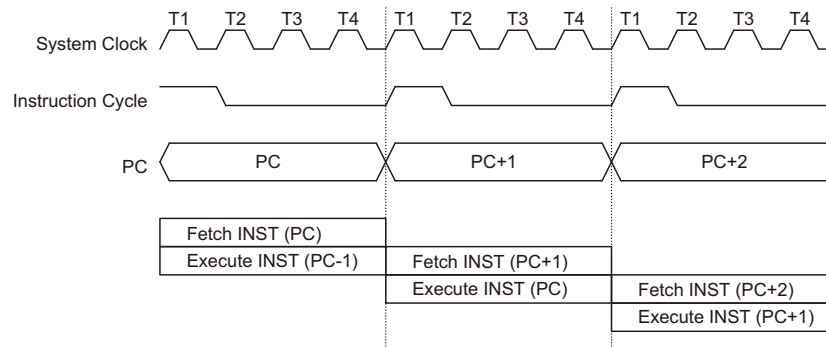 T1 T2 T3 T4 T1 T2 T3 T4 T1 T2 T3 T4
System Clock
Instruction Cycle
PC PC PC+1 PC+2
Fetch INST (PC)
Execute INST (PC-1) Fetch INST (PC+1)
Execute INST (PC) Fetch INST (PC+2)
Execute INST (PC+1)